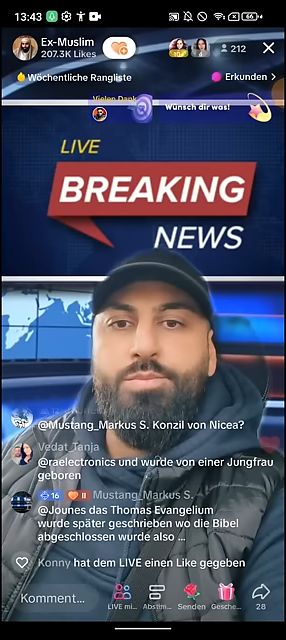 13:43
66
Ex-Muslim
207.3K Likes
212
Wöchentliche Rangliste
Erkunden >
Vielen Dank
Wünsch dir was!
LIVE
BREAKING
NEWS
@Mustang_Markus S. Konzil von Nicea?
Vedat_Tanja
@raelectronics und wurde von einer Jungfrau
geboren
16 II Mustang_Markus S.
@Jounes das Thomas Evangelium
wurde später geschrieben wo die Bibel
abgeschlossen wurde also ...
Konny hat dem LIVE einen Like gegeben
Komment...
LIVE mi...
Abstim...
Senden
Gesche...
28